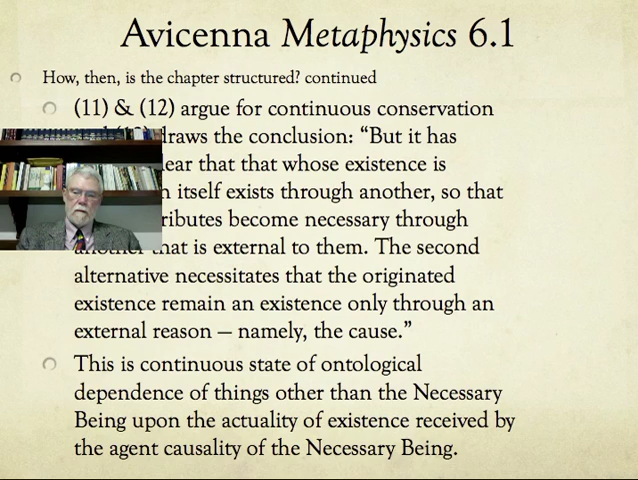 Avicenna Metaphysics 6.1
How, then, is the chapter structured? continued
(11) & (12) argue for continuous conservation
draws the conclusion: “But it has
ear that that whose existence is
itself exists through another, so that
ributes become necessary through
another that is external to them. The second
alternative necessitates that the originated
existence remain an existence only through an
external reason – namely, the cause.”
This is continuous state of ontological
dependence of things other than the Necessary
Being upon the actuality of existence received by
the agent causality of the Necessary Being.